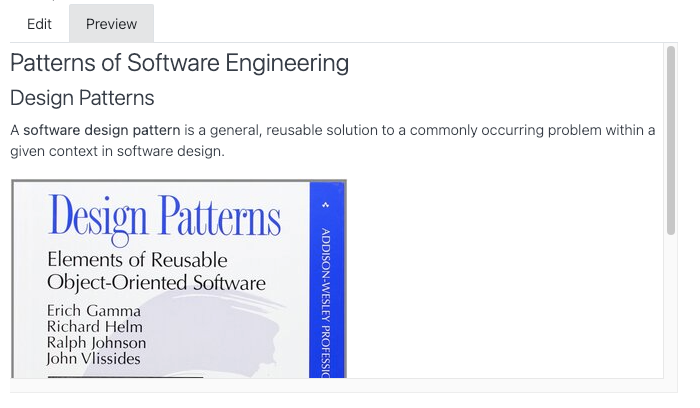 Edit
Preview
Patterns of Software Engineering
Design Patterns
A software design pattern is a general, reusable solution to a commonly occurring problem within a
given context in software design.
Design Patterns
Elements of Reusable
Object-Oriented Software
Erich Gamma
Richard Helm
Ralph Johnson
John Vlissides
ADDISON-WESLEY PROFESSIO